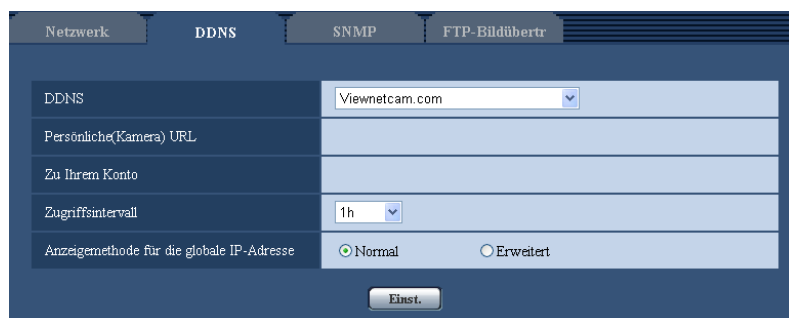 Netzwerk DDNS SNMP FTP-Bildübertr
DDNS Viewnetcam.com
Persönliche(Kamera) URL
Zu Ihrem Konto
Zugriffsintervall 1h
Anzeigemethode für die globale IP-Adresse Normal Erweitert
Einst.